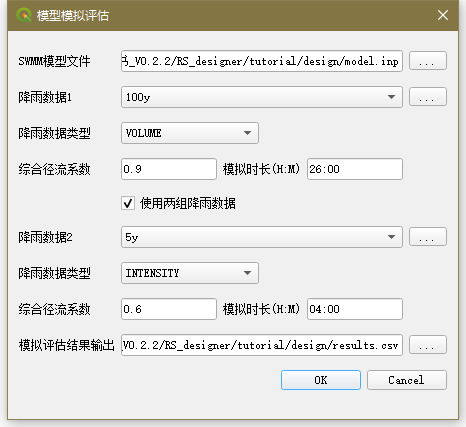 模型模拟评估
SWMM模型文件 _V0.2.2/RS_designer/tutorial/design/model.inp ...
降雨数据1 100y ...
降雨数据类型 VOLUME
综合径流系数 0.9 模拟时长(H:M) 26:00
使用两组降雨数据
降雨数据2 5y ...
降雨数据类型 INTENSITY
综合径流系数 0.6 模拟时长(H:M) 04:00
模拟评估结果输出 V0.2.2/RS_designer/tutorial/design/results.csv ...
OK Cancel